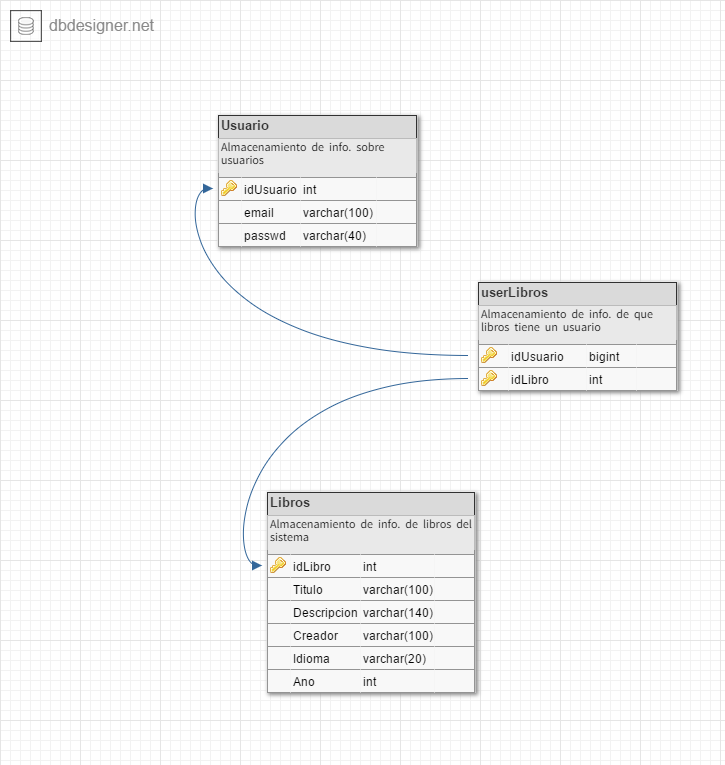 dbdesigner.net
Usuario
Almacenamiento de info. sobre
usuarios
idUsuario int
email varchar(100)
passwd varchar(40)
userLibros
Almacenamiento de info. de que
libros tiene un usuario
idUsuario bigint
idLibro int
Libros
Almacenamiento de info. de libros del
sistema
idLibro int
Titulo varchar(100)
Descripcion varchar(140)
Creador varchar(100)
Idioma varchar(20)
Ano int